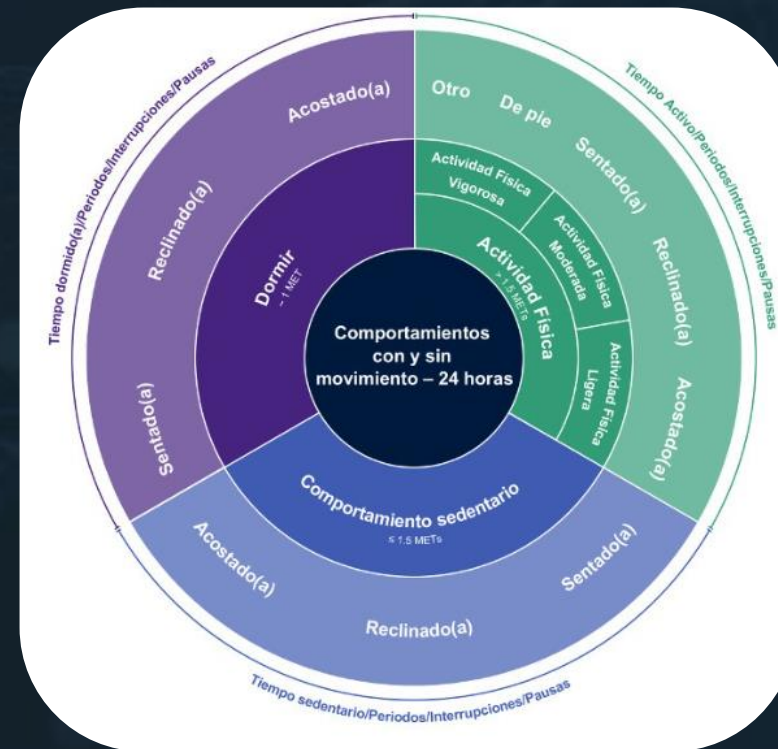 Tiempo dormido(a)/Periodos/Interrupciones/Pausas
Tiempo Activo/Periodos/Interrupciones/Pausas
Acostado(a)
Reclinado(a)
Sentado(a)
Dormir
~ 1 MET
Otro
De pie
Sentado(a)
Reclinado(a)
Acostado(a)
Actividad Física
Vigorosa
Actividad Física
Moderada
Actividad Física
Ligera
Actividad Física
> 1.5 METs
Comportamientos
con y sin
movimiento – 24 horas
Comportamiento sedentario
≤ 1.5 METs
Acostado(a)
Reclinado(a)
Sentado(a)
Tiempo sedentario/Periodos/Interrupciones/Pausas